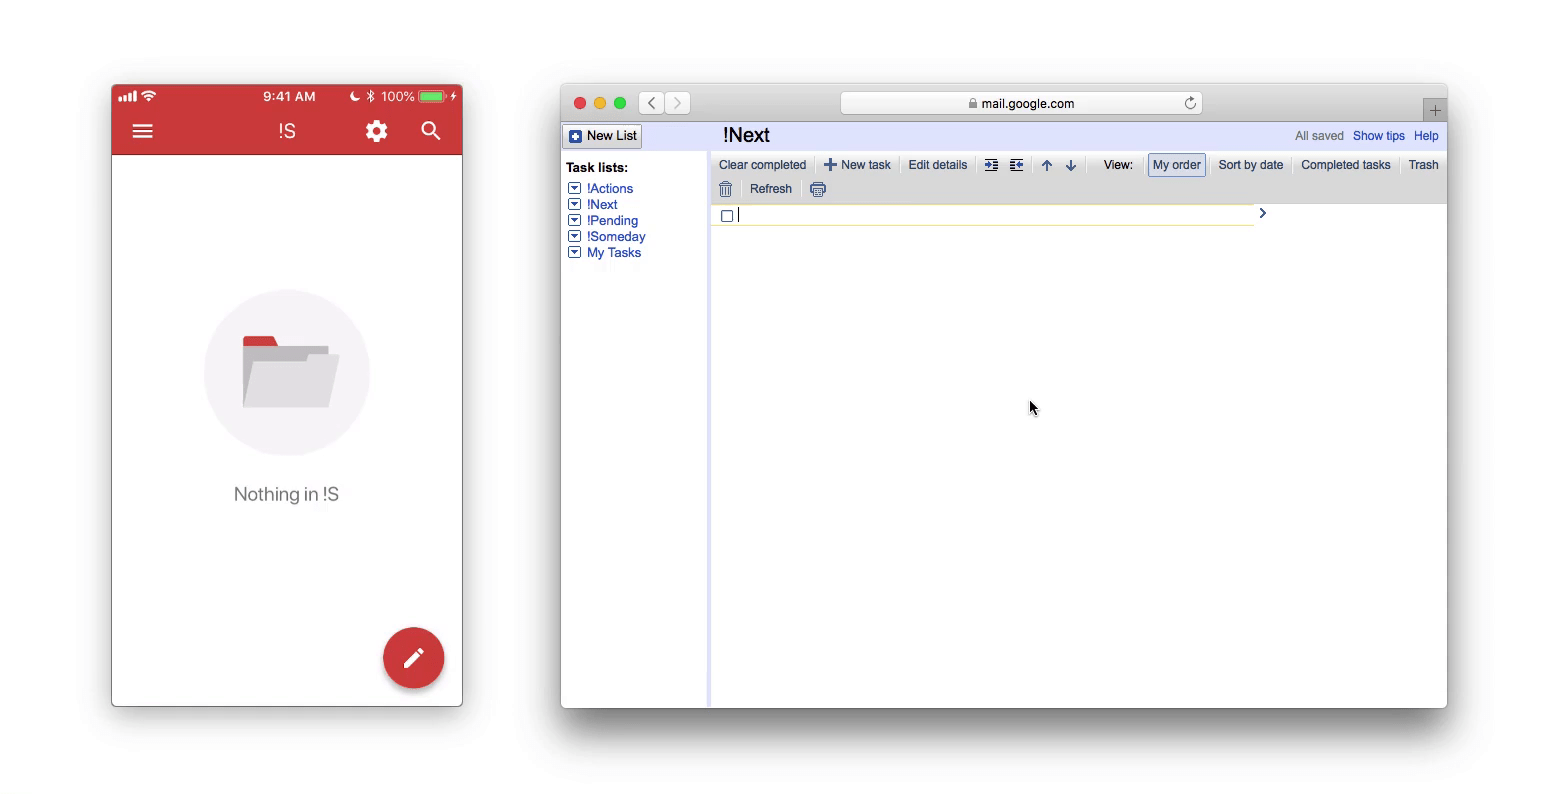 9:41 AM
100%
!S
Nothing in !S
mail.google.com
New List
!Next
All saved Show tips Help
Task lists:
!Actions
!Next
!Pending
!Someday
My Tasks
Clear completed New task Edit details View: My order Sort by date Completed tasks Trash
Refresh